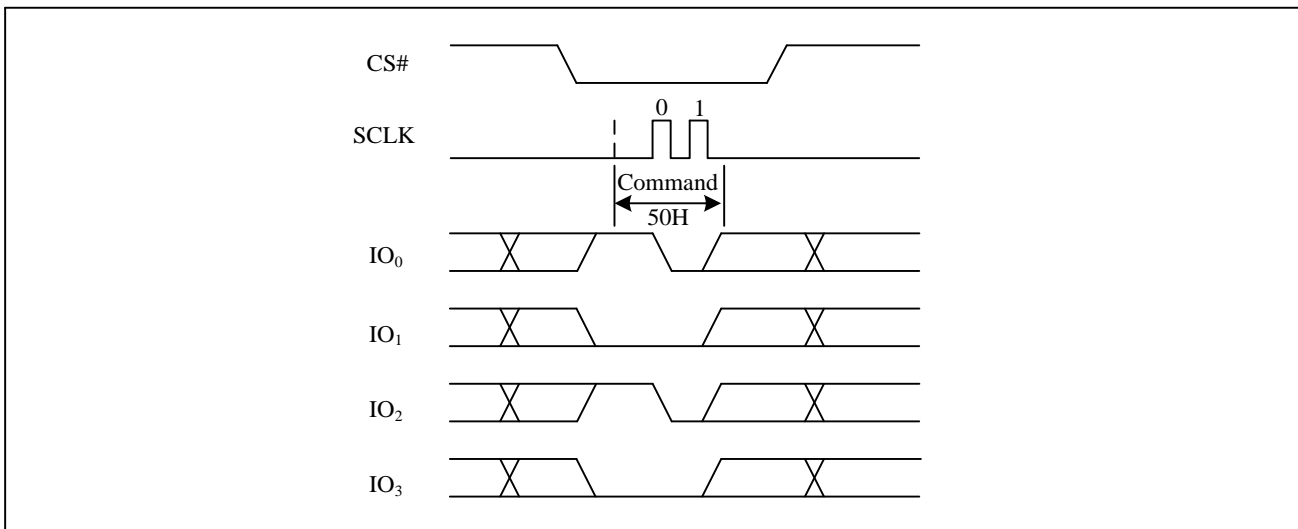 CS#
0 1
SCLK
Command
50H
IO0
IO1
IO2
IO3